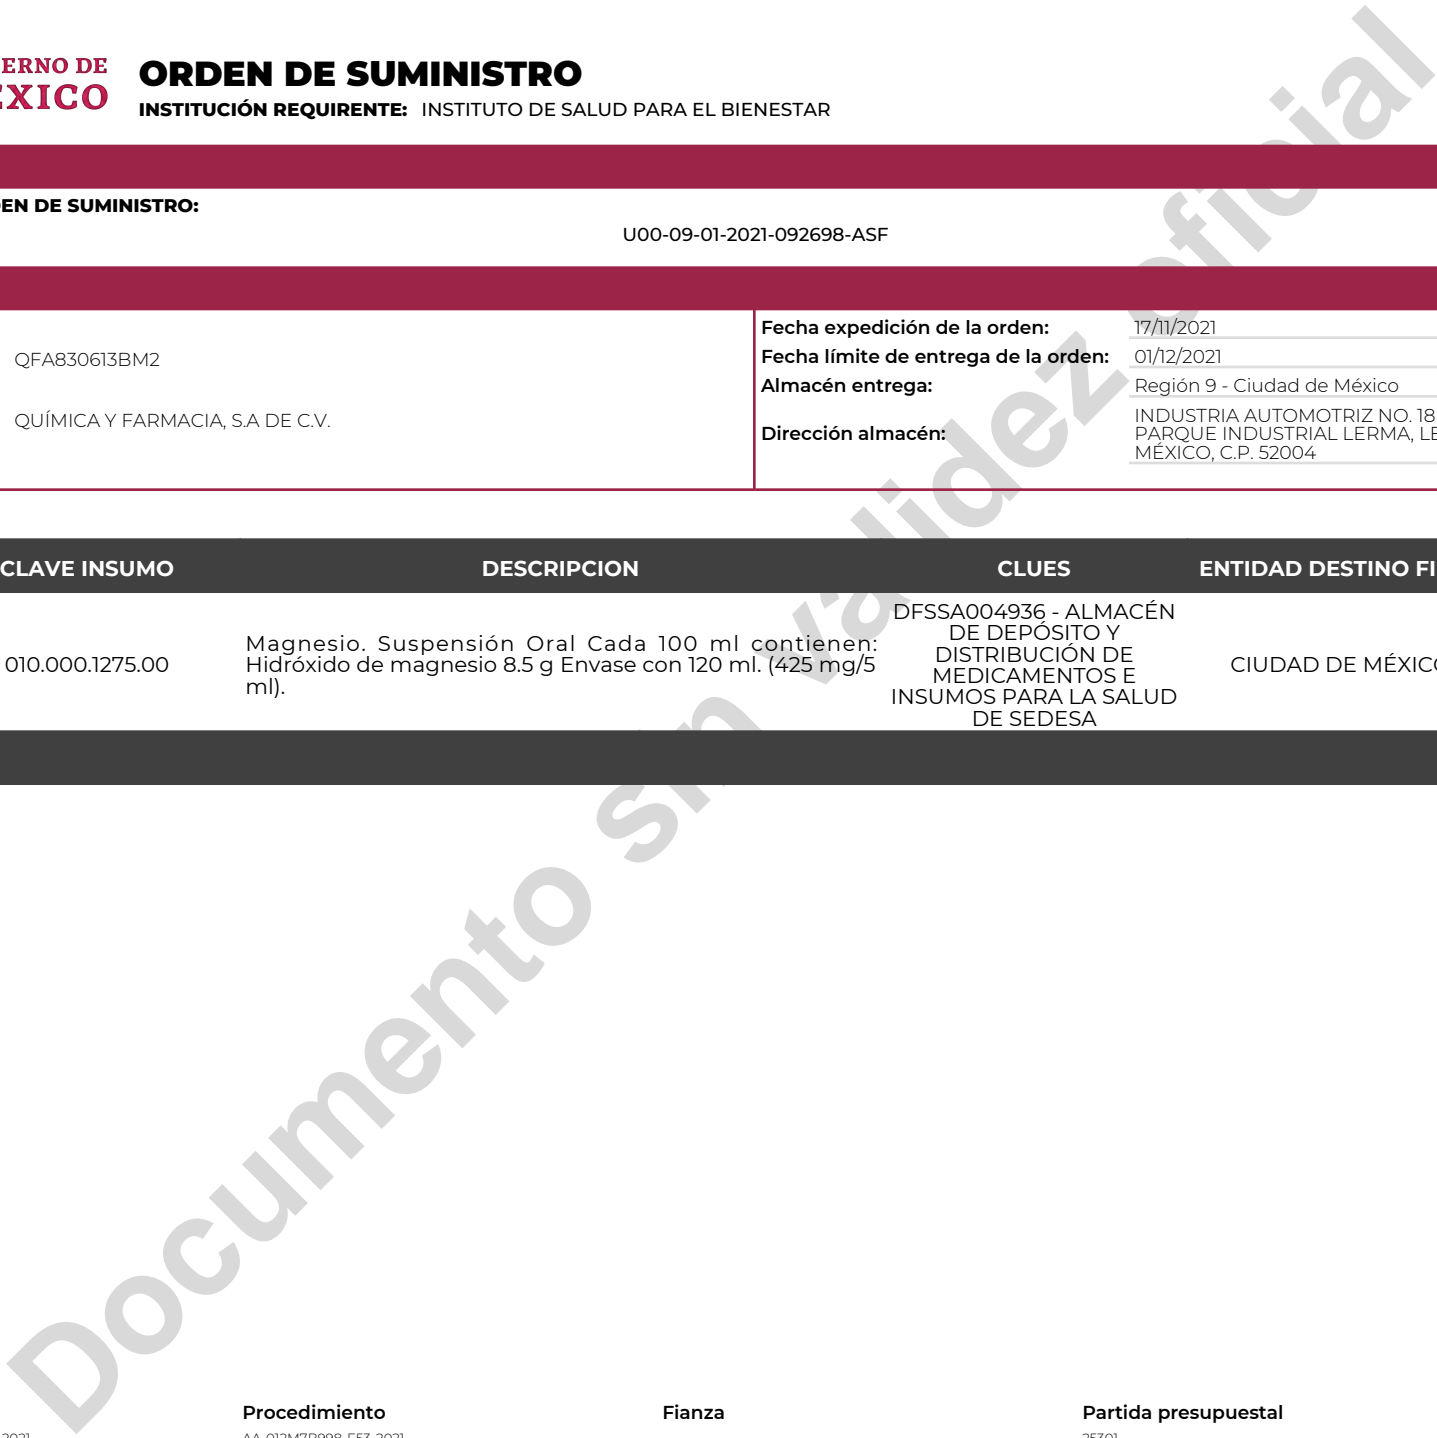 ERNO DE
ÉXICO
ORDEN DE SUMINISTRO
INSTITUCIÓN REQUIRENTE: INSTITUTO DE SALUD PARA EL BIENESTAR
EN DE SUMINISTRO:
U00-09-01-2021-092698-ASF
QFA830613BM2
QUÍMICA Y FARMACIA, S.A DE C.V.
Fecha expedición de la orden: 17/11/2021
Fecha límite de entrega de la orden: 01/12/2021
Almacén entrega: Región 9 - Ciudad de México
Dirección almacén:
INDUSTRIA AUTOMOTRIZ NO. 18
PARQUE INDUSTRIAL LERMA, LE
MÉXICO, C.P. 52004
CLAVE INSUMO DESCRIPCION CLUES ENTIDAD DESTINO FI
010.000.1275.00
Magnesio. Suspensión Oral Cada 100 ml contienen:
Hidróxido de magnesio 8.5 g Envase con 120 ml. (425 mg/5
ml).
DFSSA004936 - ALMACÉN
DE DEPÓSITO Y
DISTRIBUCIÓN DE
MEDICAMENTOS E
INSUMOS PARA LA SALUD
DE SEDESA
CIUDAD DE MÉXICO
Documento sin validez oficial
Procedimiento Fianza Partida presupuestal